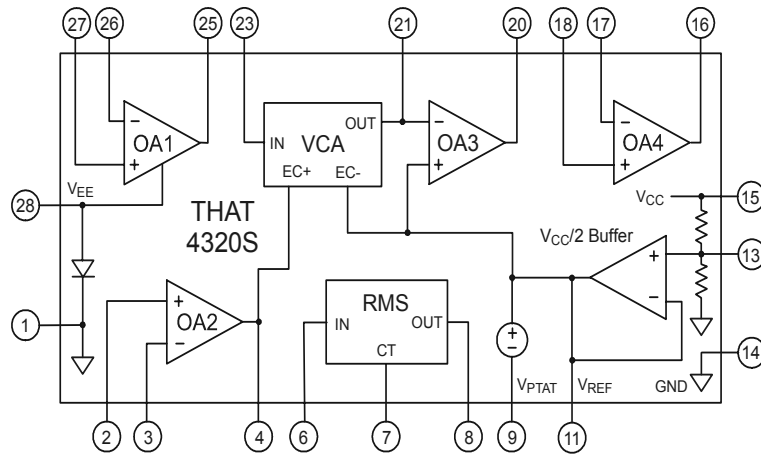 27 26 25 23 21 20 18 17 16
OA1
VCA
IN
OUT
EC+ EC-
OA3
OA4
VEE
28
THAT
4320S
VCC
15
VCC/2 Buffer
13
1
2
OA2
3
4
RMS
IN
OUT
CT
6 7 8
VPTAT
9
VREF
11
GND
14